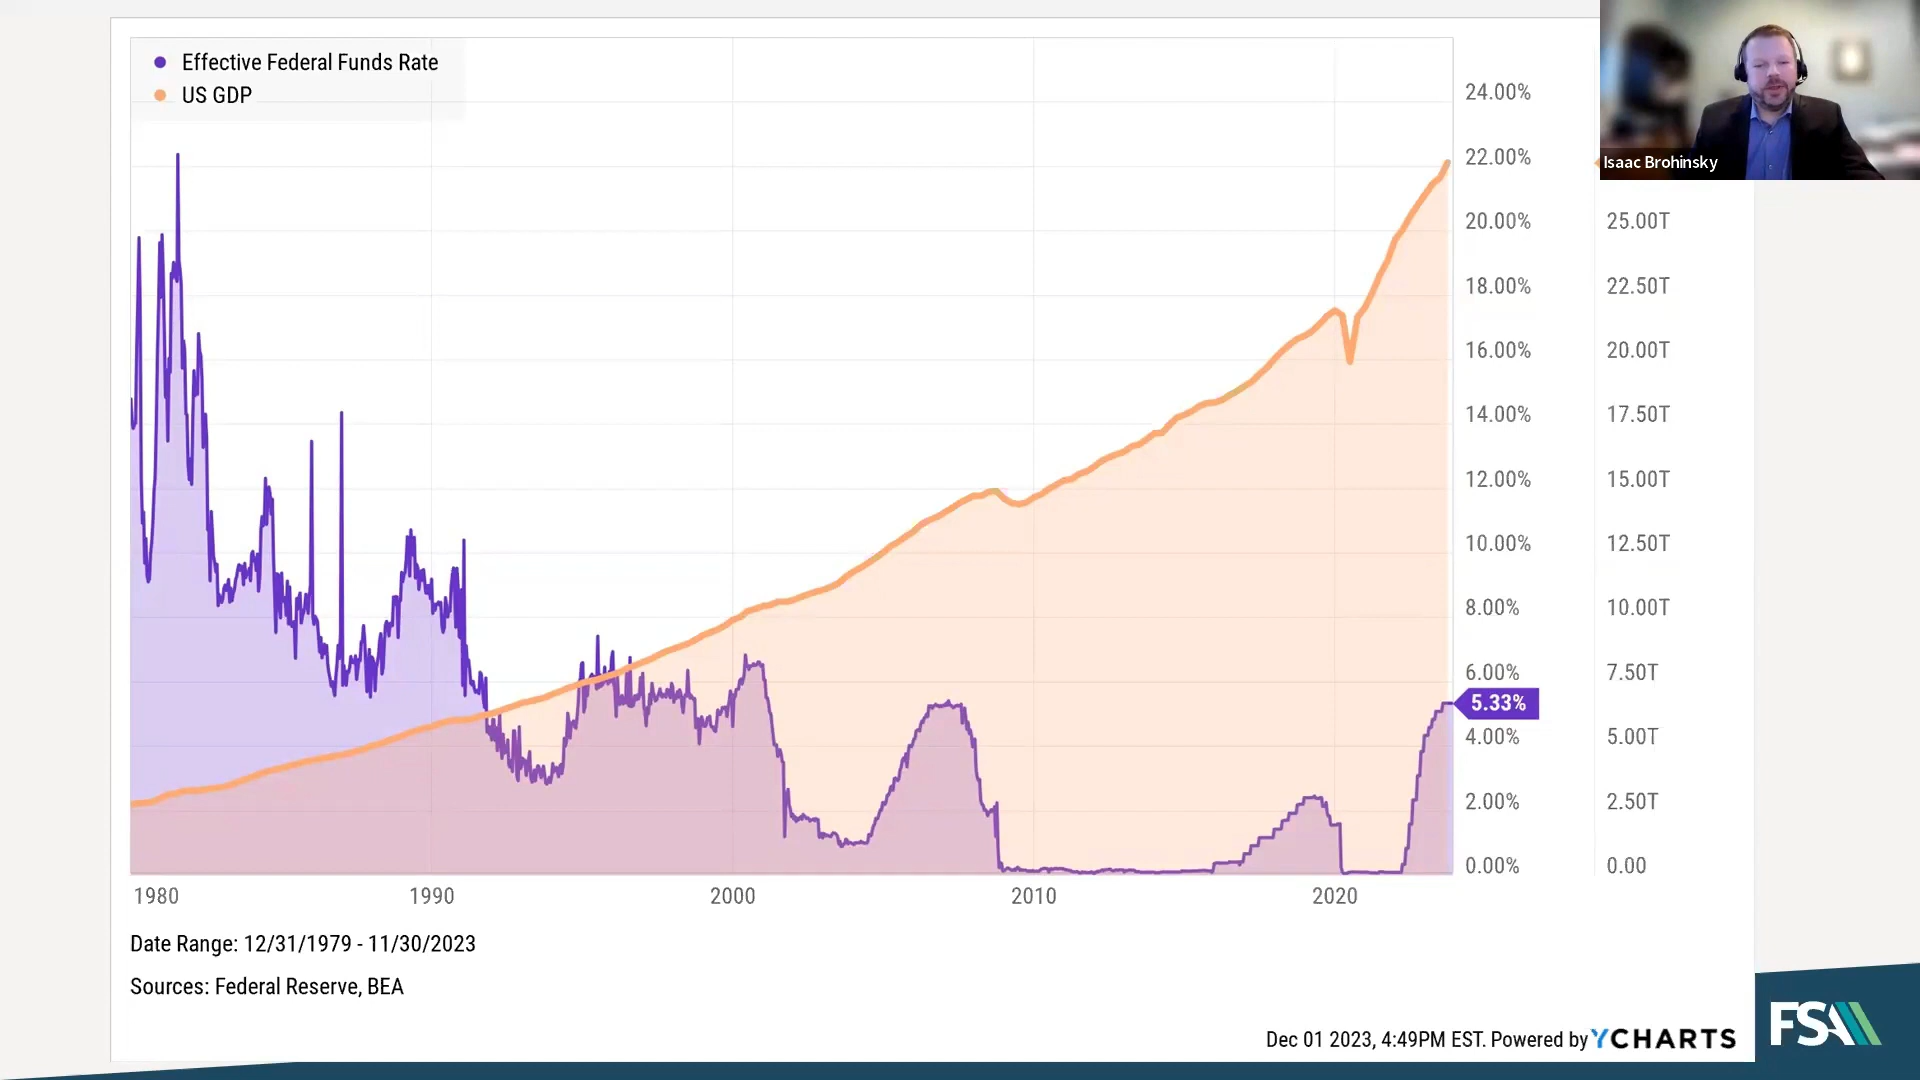 Effective Federal Funds Rate
US GDP
24.00%
22.00%
20.00%
18.00%
16.00%
14.00%
12.00%
10.00%
8.00%
6.00%
5.33%
4.00%
2.00%
0.00%
25.00T
22.50T
20.00T
17.50T
15.00T
12.50T
10.00T
7.50T
5.00T
2.50T
0.00
1980 1990 2000 2010 2020
Date Range: 12/31/1979 - 11/30/2023
Sources: Federal Reserve, BEA
Dec 01 2023, 4:49PM EST. Powered by YCHARTS
Isaac Brohinsky
FSA